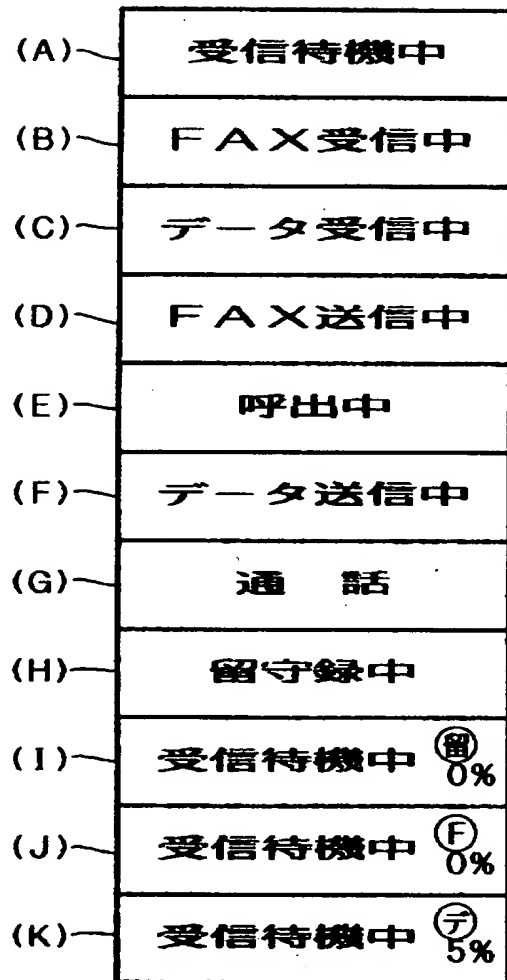 (A) 受信待機中
(B) FAX受信中
(C) データ受信中
(D) FAX送信中
(E) 呼出中
(F) データ送信中
(G) 通 話
(H) 留守録中
(I) 受信待機中 留 0%
(J) 受信待機中 F 0%
(K) 受信待機中 デ 5%